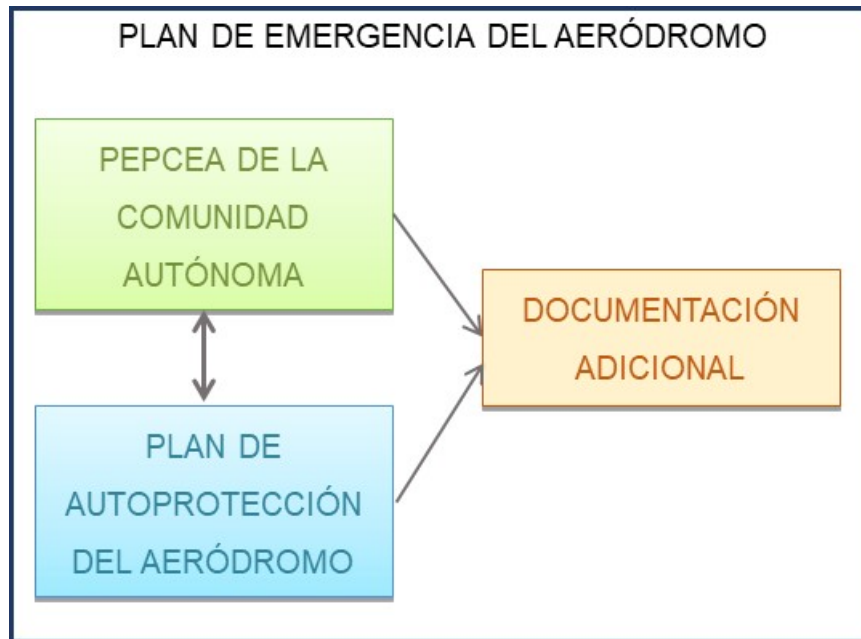 PLAN DE EMERGENCIA DEL AERÓDROMO
PEPCEA DE LA
COMUNIDAD
AUTÓNOMA
DOCUMENTACIÓN
ADICIONAL
PLAN DE
AUTOPROTECCIÓN
DEL AERÓDROMO